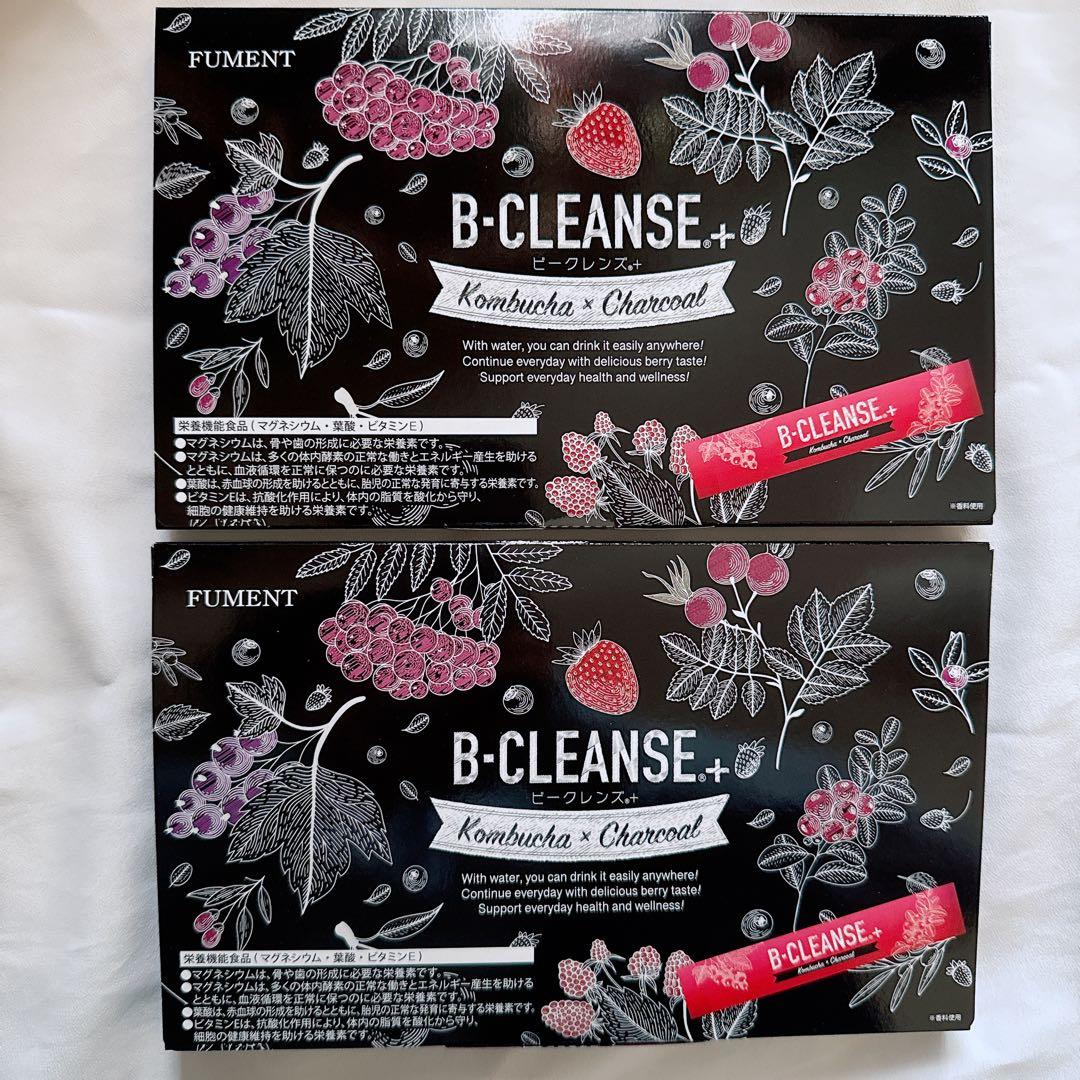 FUMENT
B-CLEANSE®+
ビークレンズ®+
Kombucha × Charcoal
With water, you can drink it easily anywhere!
Continue everyday with delicious berry taste!
Support everyday health and wellness!
B-CLEANSE®+
Kombucha × Charcoal
栄養機能食品(マグネシウム・葉酸・ビタミンE)
●マグネシウムは、骨や歯の形成に必要な栄養素です。
●マグネシウムは、多くの体内酵素の正常な働きとエネルギー産生を助ける
とともに、血液循環を正常に保つのに必要な栄養素です。
●葉酸は、赤血球の形成を助けるとともに、胎児の正常な発育に寄与する栄養素です。
●ビタミンEは、抗酸化作用により、体内の脂質を酸化から守り、
細胞の健康維持を助ける栄養素です。
※香料使用
FUMENT
B-CLEANSE®+
ビークレンズ®+
Kombucha × Charcoal
With water, you can drink it easily anywhere!
Continue everyday with delicious berry taste!
Support everyday health and wellness!
B-CLEANSE®+
Kombucha × Charcoal
栄養機能食品(マグネシウム・葉酸・ビタミンE)
●マグネシウムは、骨や歯の形成に必要な栄養素です。
●マグネシウムは、多くの体内酵素の正常な働きとエネルギー産生を助ける
とともに、血液循環を正常に保つのに必要な栄養素です。
●葉酸は、赤血球の形成を助けるとともに、胎児の正常な発育に寄与する栄養素です。
●ビタミンEは、抗酸化作用により、体内の脂質を酸化から守り、
細胞の健康維持を助ける栄養素です。
※香料使用